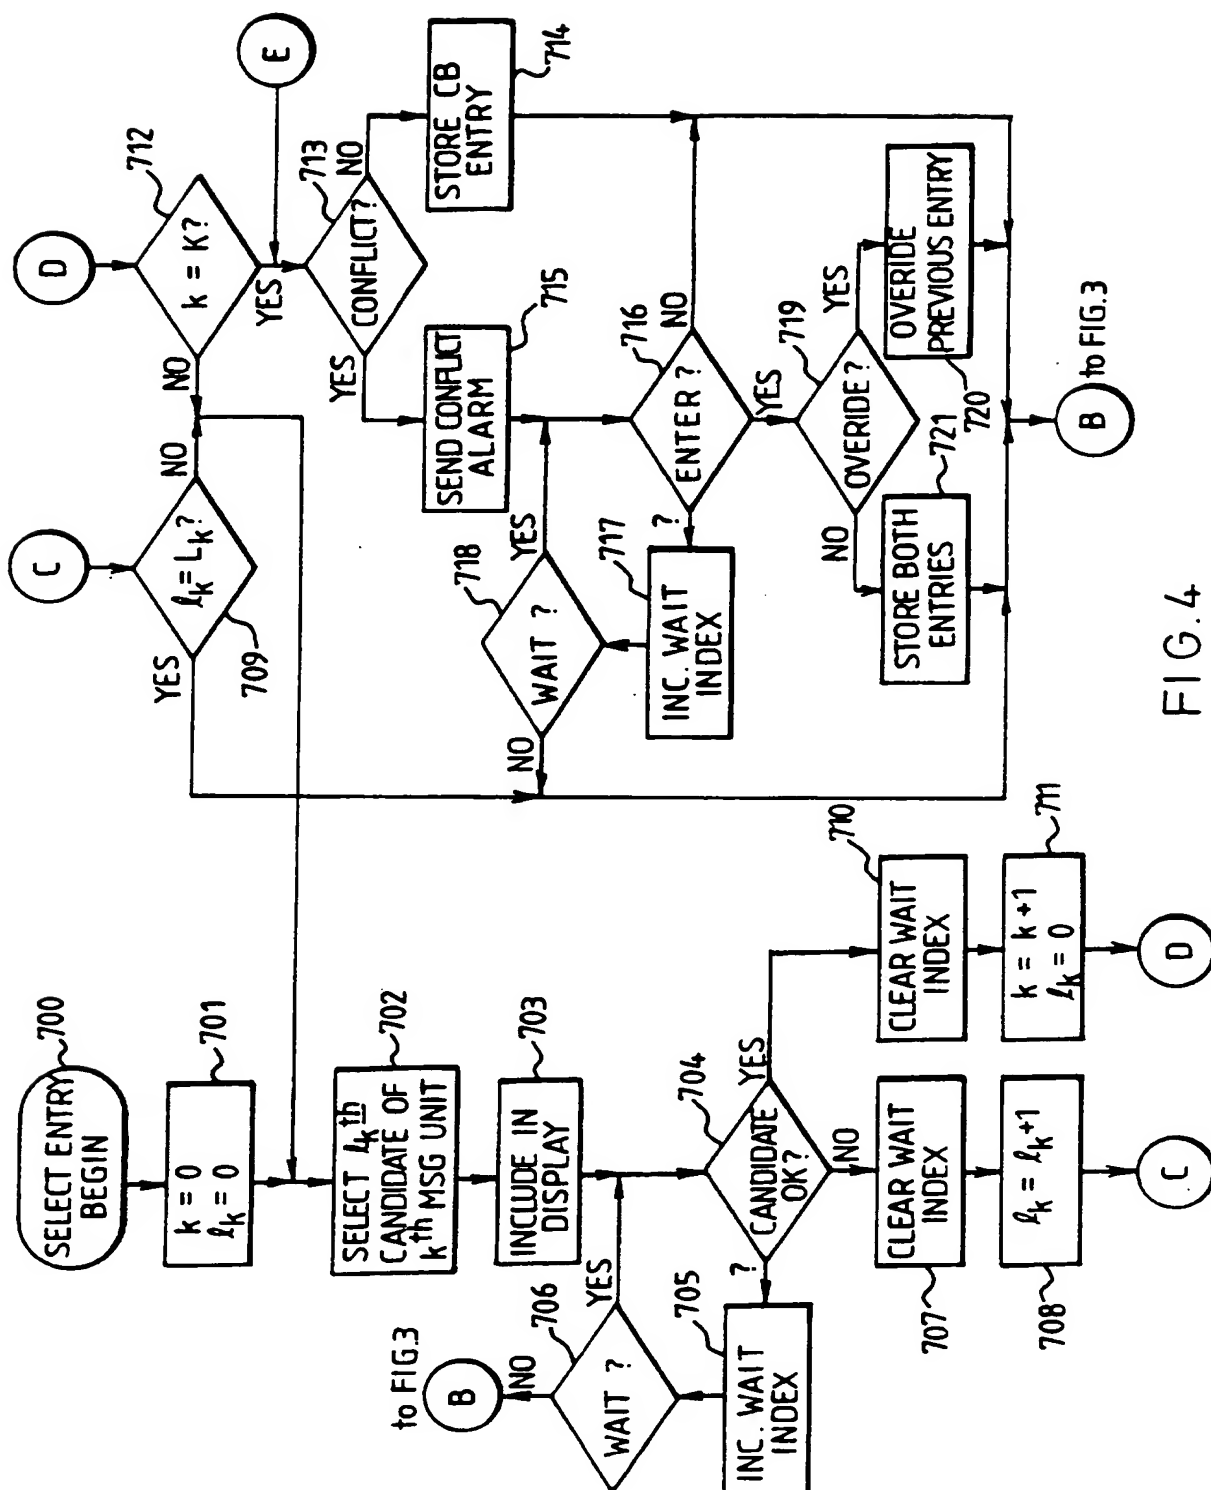 SELECT ENTRY
BEGIN
700
k = 0
ℓk = 0
701
SELECT ℓk th
CANDIDATE OF
k th MSG UNIT
702
INCLUDE IN
DISPLAY
703
CANDIDATE
OK?
704
YES
NO
?
INC. WAIT
INDEX
705
WAIT ?
706
YES
NO
B
to FIG.3
CLEAR WAIT
INDEX
707
ℓk = ℓk+1
708
C
CLEAR WAIT
INDEX
710
k = k+1
ℓk = 0
711
D
C
ℓk = Lk?
709
YES
NO
D
k = K?
712
NO
YES
E
CONFLICT?
713
YES
NO
STORE CB
ENTRY
714
SEND CONFLICT
ALARM
715
ENTER ?
716
NO
YES
?
INC. WAIT
INDEX
717
WAIT ?
718
YES
NO
OVERRIDE?
719
YES
NO
OVERRIDE
PREVIOUS ENTRY
720
STORE BOTH
ENTRIES
721
B
to FIG.3
FIG.4